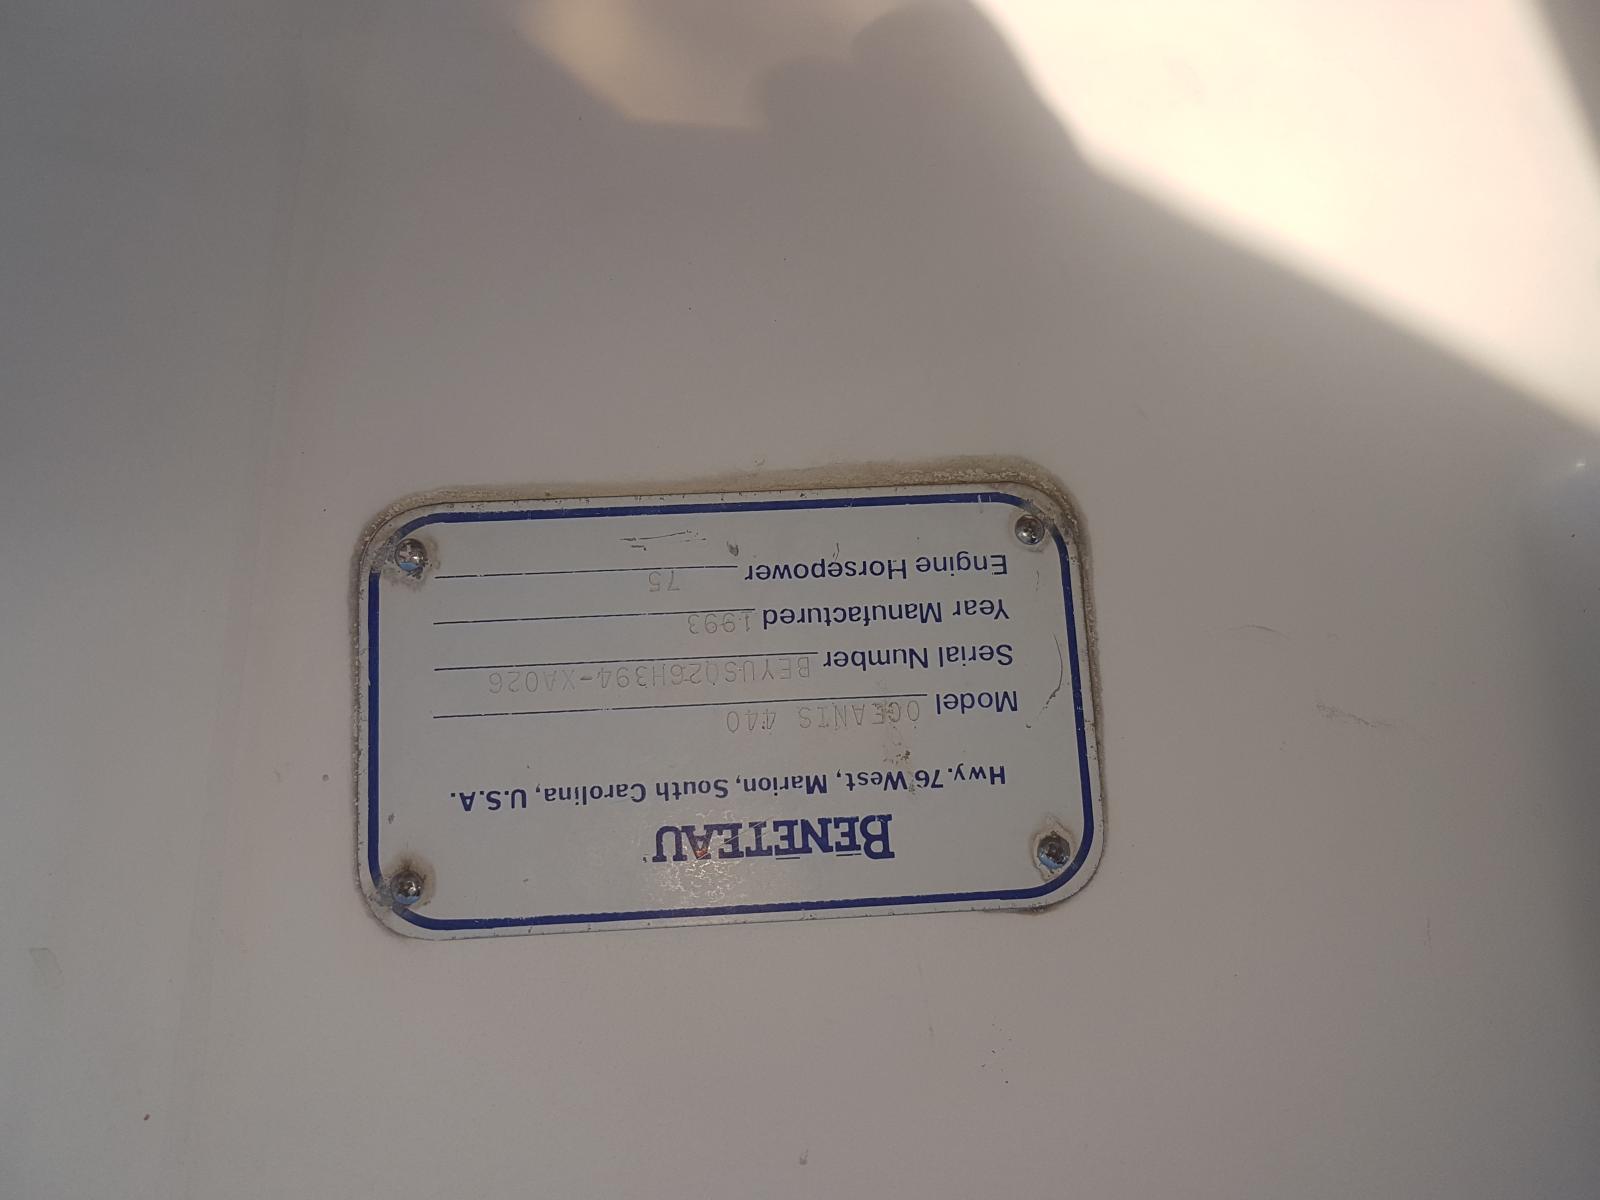 BENETEAU
Hwy.76 West, Marion, South Carolina, U.S.A.
Model OCEANIS 440
Serial Number BEYUSQ26H394-XA026
Year Manufactured 1993
Engine Horsepower 75